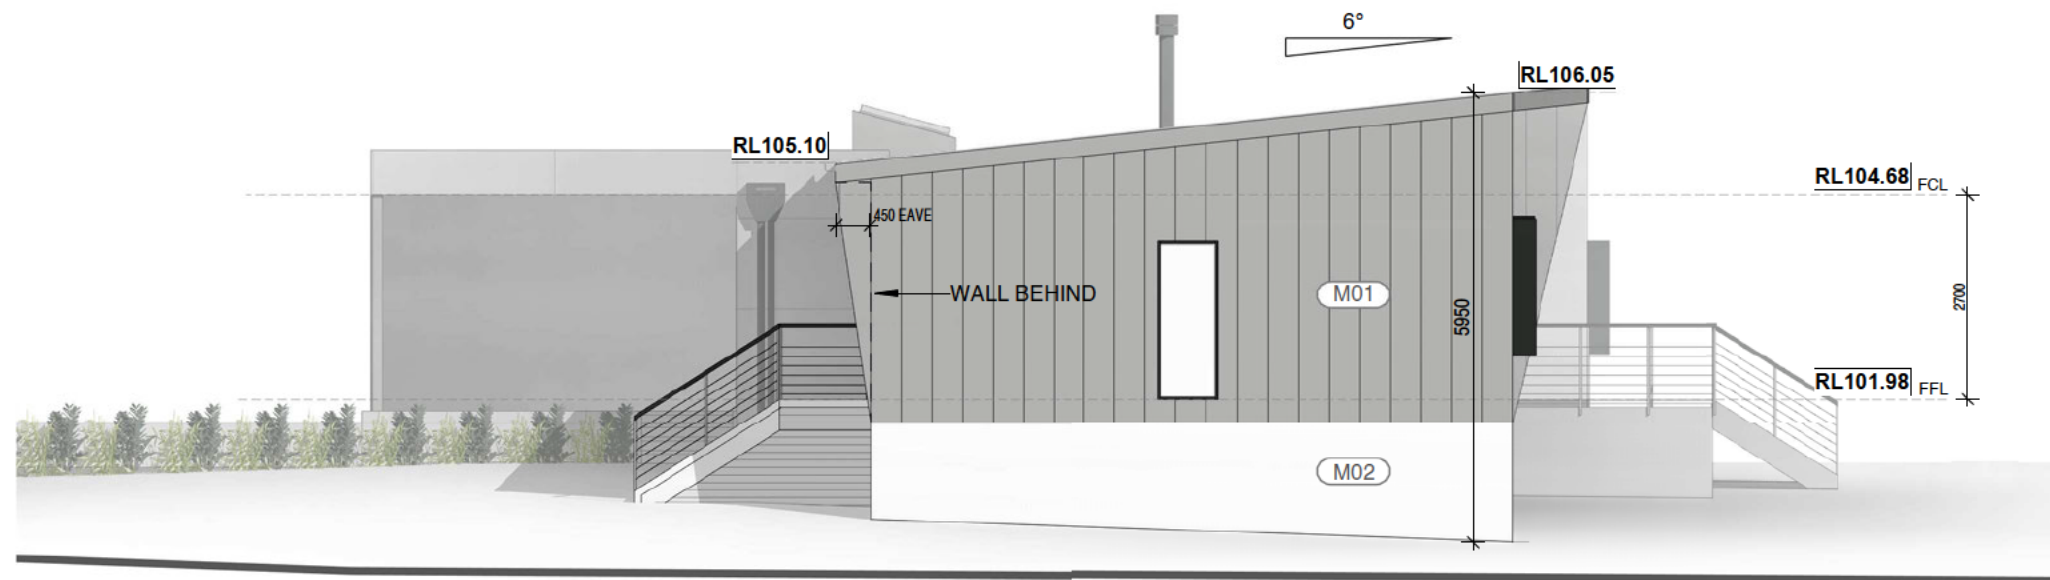 6°
RL106.05
RL105.10
RL104.68 FCL
450 EAVE
WALL BEHIND
M01
5950
2700
RL101.98 FFL
M02